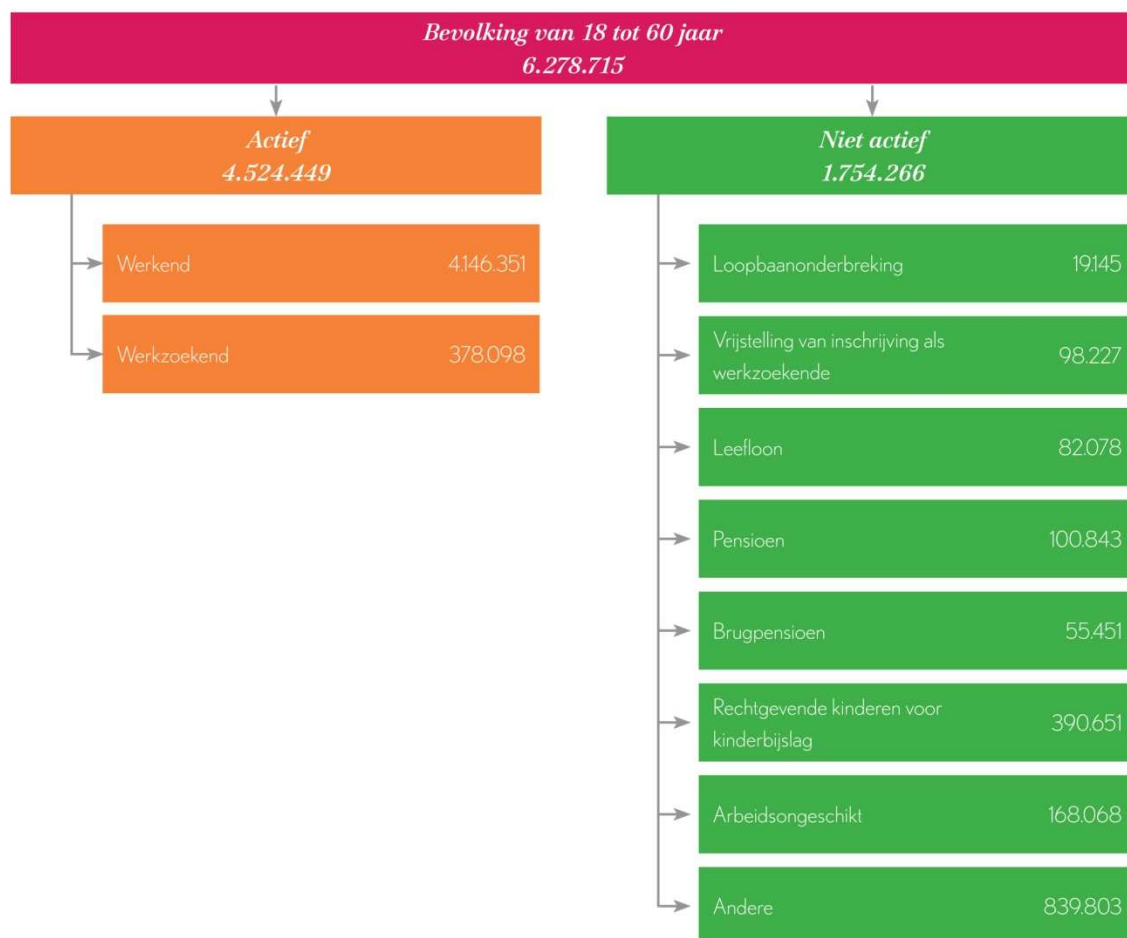 Bevolking van 18 tot 60 jaar
6.278.715
Actief
4.524.449
Werkend 4.146.351
Werkzoekend 378.098
Niet actief
1.754.266
Loopbaanonderbreking 19.145
Vrijstelling van inschrijving als
werkzoekende 98.227
Leefloon 82.078
Pensioen 100.843
Brugpensioen 55.451
Rechtgevende kinderen voor
kinderbijslag 390.651
Arbeidsongeschikt 168.068
Andere 839.803